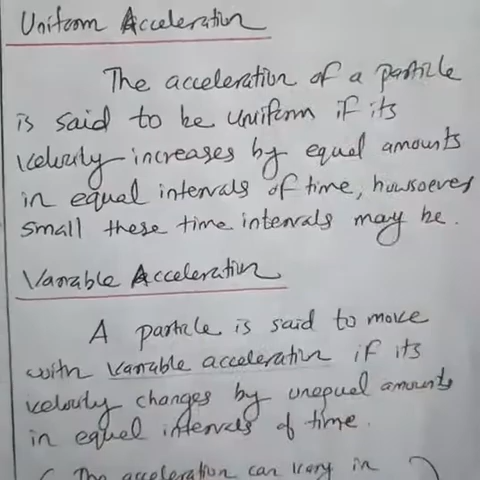 Uniform Acceleration
The acceleration of a particle
is said to be uniform if its
velocity increases by equal amounts
in equal intervals of time, howsoever
small these time intervals may be.
Variable Acceleration
A particle is said to move
with variable acceleration if its
velocity changes by unequal amounts
in equal intervals of time.
( The acceleration can vary in )